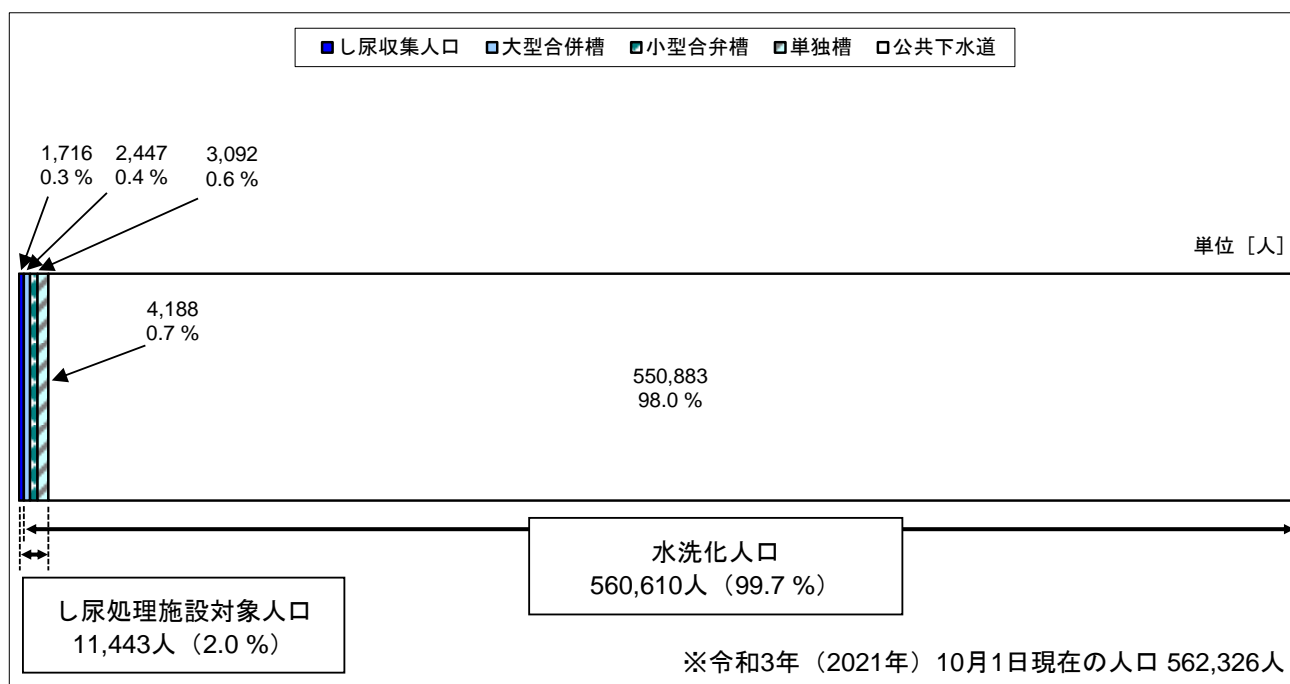 し尿収集人口 大型合併槽 小型合弁槽 単独槽 公共下水道
1,716 2,447 3,092
0.3 % 0.4 % 0.6 %
単位［人］
4,188
0.7 %
550,883
98.0 %
水洗化人口
560,610人（99.7 %）
し尿処理施設対象人口
11,443人（2.0 %）
※令和3年（2021年）10月1日現在の人口 562,326人